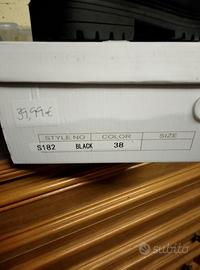 39,99€
STYLE NO COLOR SIZE
S182 BLACK 38
subito